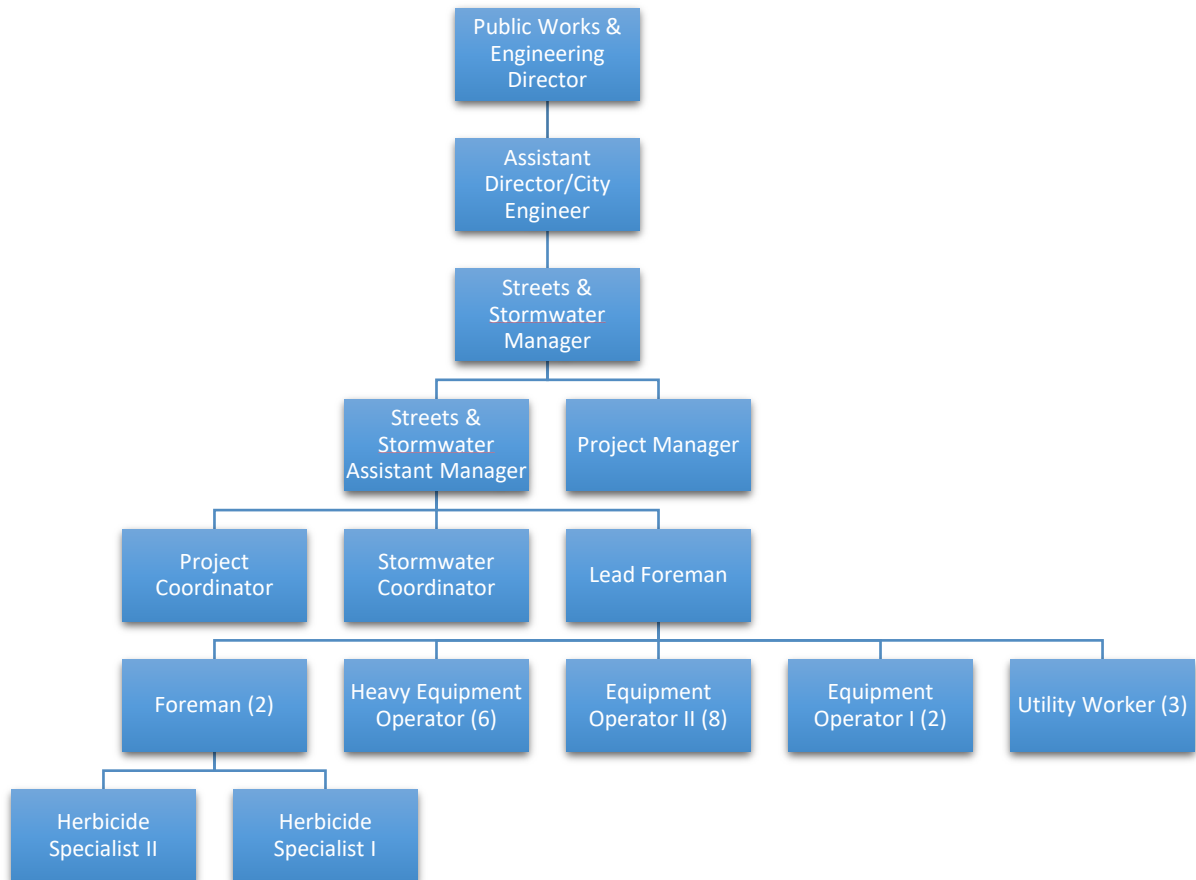 Public Works &
Engineering
Director
Assistant
Director/City
Engineer
Streets &
Stormwater
Manager
Streets &
Stormwater
Assistant Manager
Project Manager
Project
Coordinator
Stormwater
Coordinator
Lead Foreman
Foreman (2)
Heavy Equipment
Operator (6)
Equipment
Operator II (8)
Equipment
Operator I (2)
Utility Worker (3)
Herbicide
Specialist II
Herbicide
Specialist I